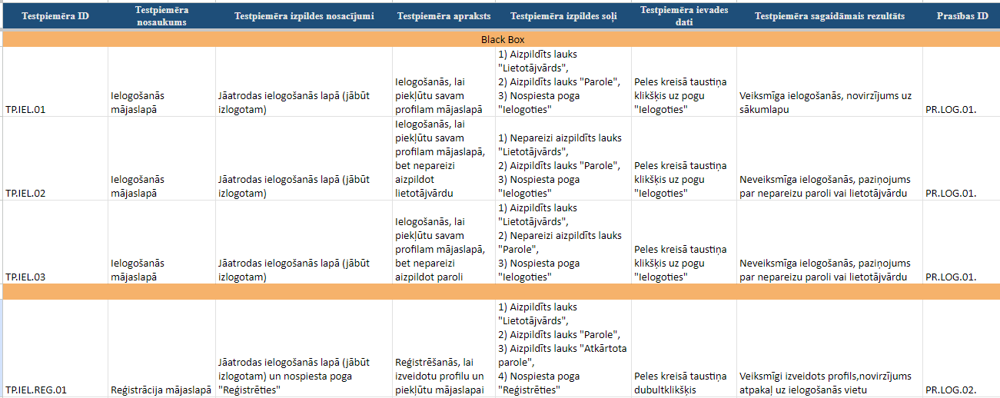 Testpiemēra ID
Testpiemēra
nosaukums
Testpiemēra izpildes nosacījumi
Testpiemēra apraksts
Testpiemēra izpildes soļi
Testpiemēra ievades
dati
Testpiemēra sagaidāmais rezultāts
Prasības ID
Black Box
TP.IEL.01
Ielogošanās
mājaslapā
Jāatrodas ielogošanās lapā (jābūt
izlogotam)
Ielogošanās, lai
piekļūtu savam
profilam mājaslapā
1) Aizpildīts lauks
"Lietotājvārds",
2) Aizpildīts lauks "Parole",
3) Nospiesta poga
"Ielogoties"
Peles kreisā taustiņa
klikšķis uz pogu
"Ielogoties"
Veiksmīga ielogošanās, novirzījums uz
sākumlapu
PR.LOG.01.
TP.IEL.02
Ielogošanās
mājaslapā
Jāatrodas ielogošanās lapā (jābūt
izlogotam)
Ielogošanās, lai
piekļūtu savam
profilam mājaslapā,
bet nepareizi
aizpildot
lietotājvārdu
1) Nepareizi aizpildīts lauks
"Lietotājvārds",
2) Aizpildīts lauks "Parole",
3) Nospiesta poga
"Ielogoties"
Peles kreisā taustiņa
klikšķis uz pogu
"Ielogoties"
Neveiksmīga ielogošanās, paziņojums
par nepareizu paroli vai lietotājvārdu
PR.LOG.01.
TP.IEL.03
Ielogošanās
mājaslapā
Jāatrodas ielogošanās lapā (jābūt
izlogotam)
Ielogošanās, lai
piekļūtu savam
profilam mājaslapā,
bet nepareizi
aizpildot paroli
1) Aizpildīts lauks
"Lietotājvārds",
2) Nepareizi aizpildīts lauks
"Parole",
3) Nospiesta poga
"Ielogoties"
Peles kreisā taustiņa
klikšķis uz pogu
"Ielogoties"
Neveiksmīga ielogošanās, paziņojums
par nepareizu paroli vai lietotājvārdu
PR.LOG.01.
TP.IEL.REG.01
Reģistrācija mājaslapā
Jāatrodas ielogošanās lapā (jābūt
izlogotam) un nospiesta poga
"Reģistrēties"
Reģistrēšanās, lai
izveidotu profilu un
piekļūtu mājaslapai
1) Aizpildīts lauks
"Lietotājvārds",
2) Aizpildīts lauks "Parole",
3) Aizpildīts lauks "Atkārtota
parole",
4) Nospiesta poga
"Reģistrēties"
Peles kreisā taustiņa
dubultklikšķis
Veiksmīgi izveidots profils,novirzījums
atpakaļ uz ielogošanās vietu
PR.LOG.02.